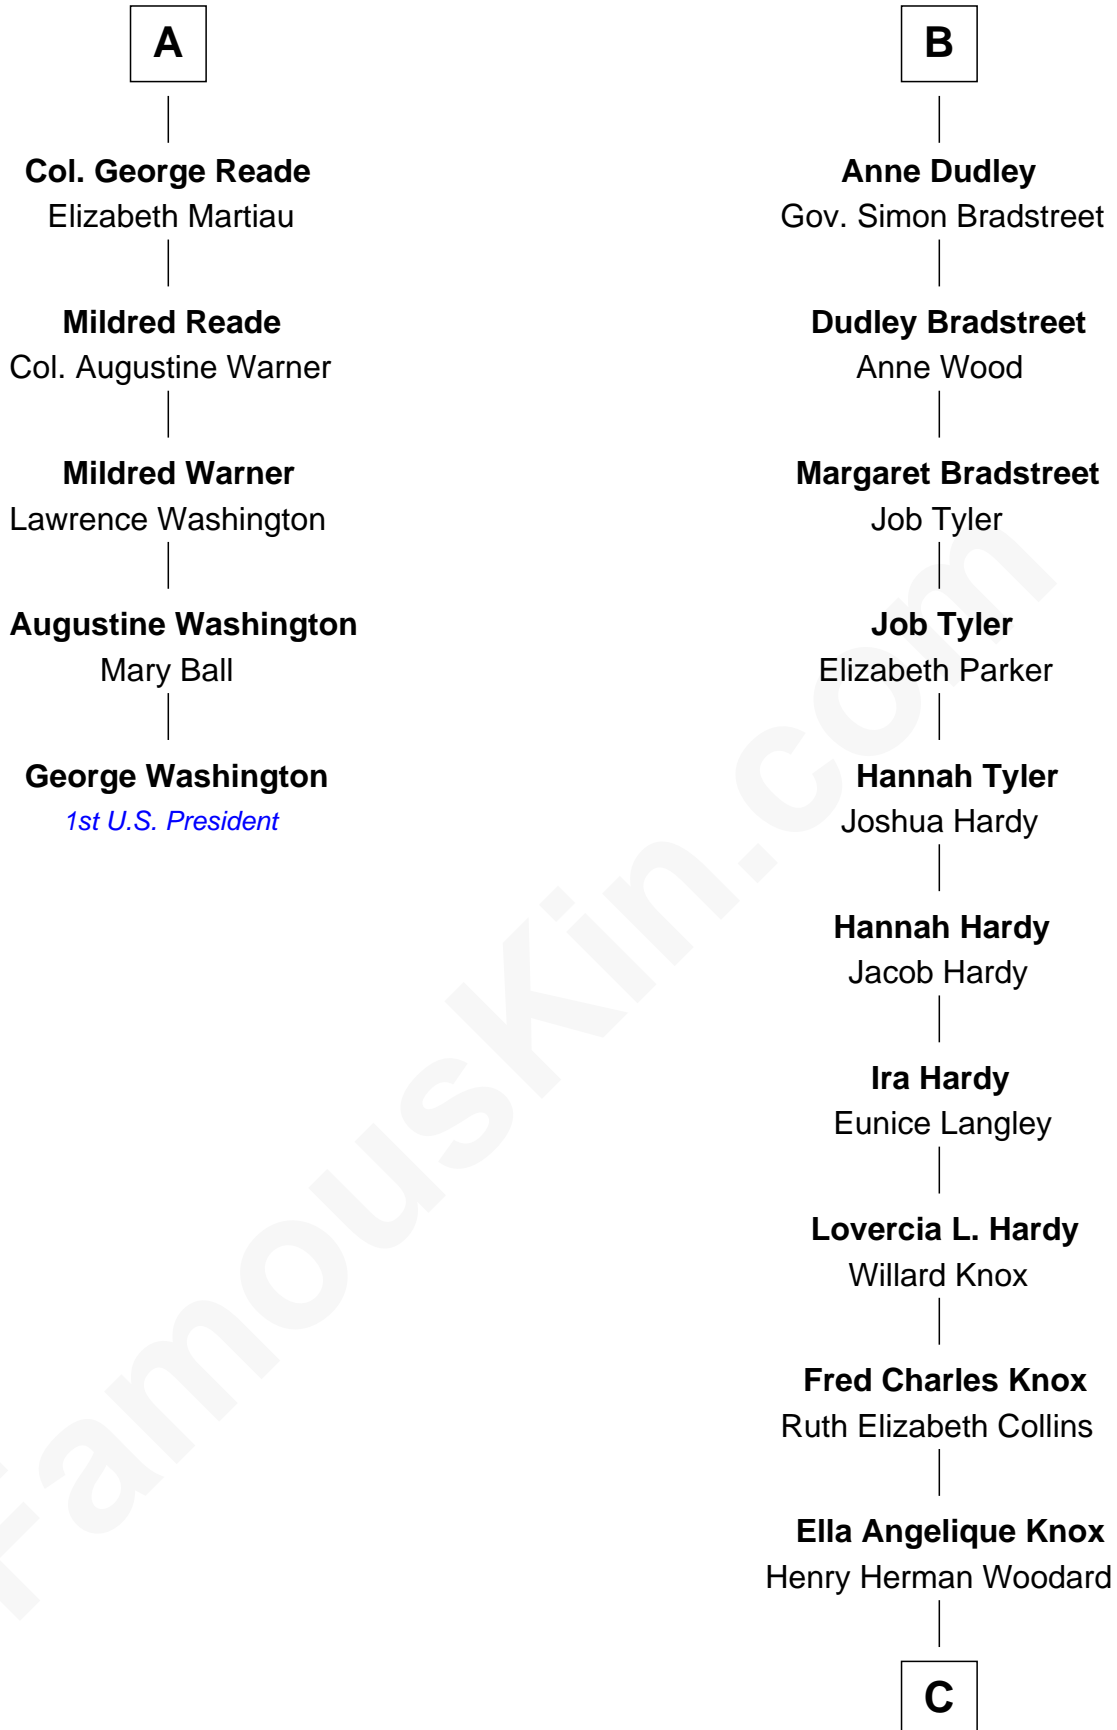 A
Col. George Reade
Elizabeth Martiau
Mildred Reade
Col. Augustine Warner
Mildred Warner
Lawrence Washington
Augustine Washington
Mary Ball
George Washington
1st U.S. President
B
Anne Dudley
Gov. Simon Bradstreet
Dudley Bradstreet
Anne Wood
Margaret Bradstreet
Job Tyler
Job Tyler
Elizabeth Parker
Hannah Tyler
Joshua Hardy
Hannah Hardy
Jacob Hardy
Ira Hardy
Eunice Langley
Lovercia L. Hardy
Willard Knox
Fred Charles Knox
Ruth Elizabeth Collins
Ella Angelique Knox
Henry Herman Woodard
C
FamousKin.com